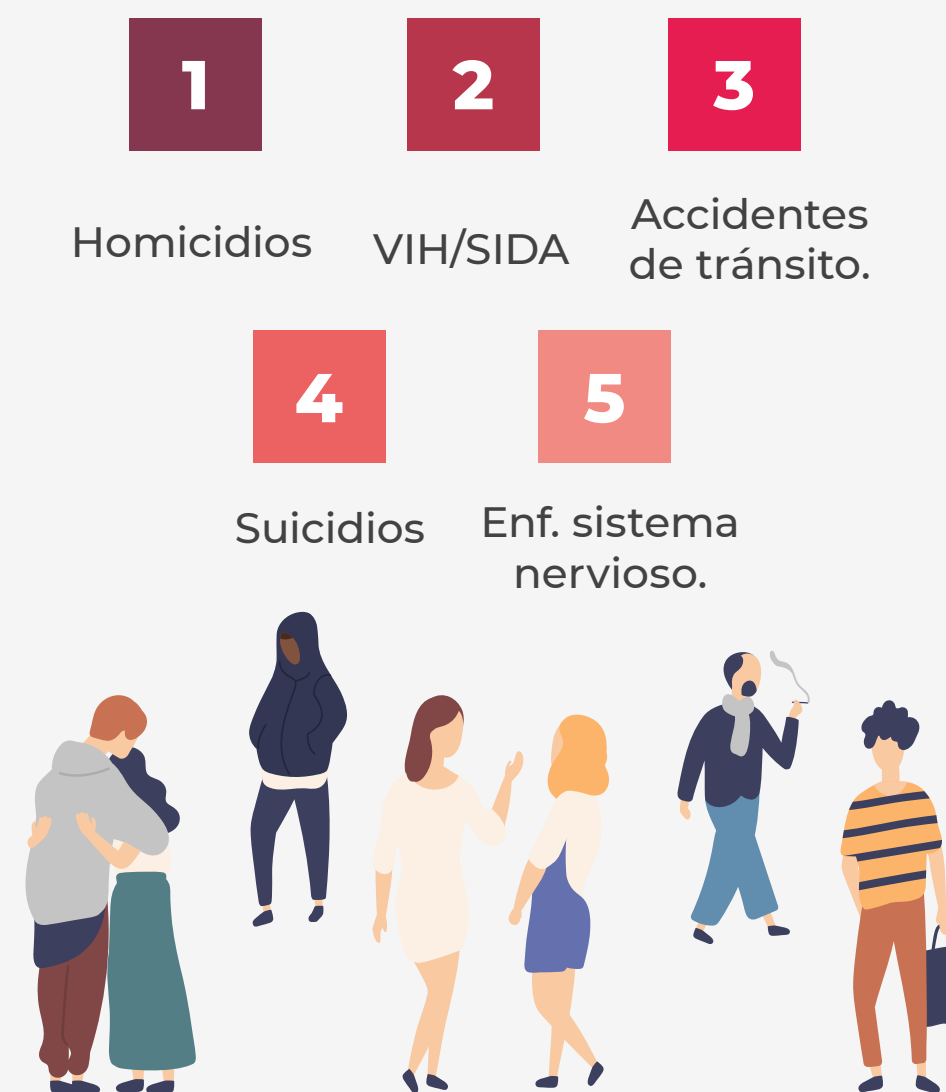 1
2
3
Homicidios
VIH/SIDA
Accidentes
de tránsito.
4
5
Suicidios
Enf. sistema
nervioso.